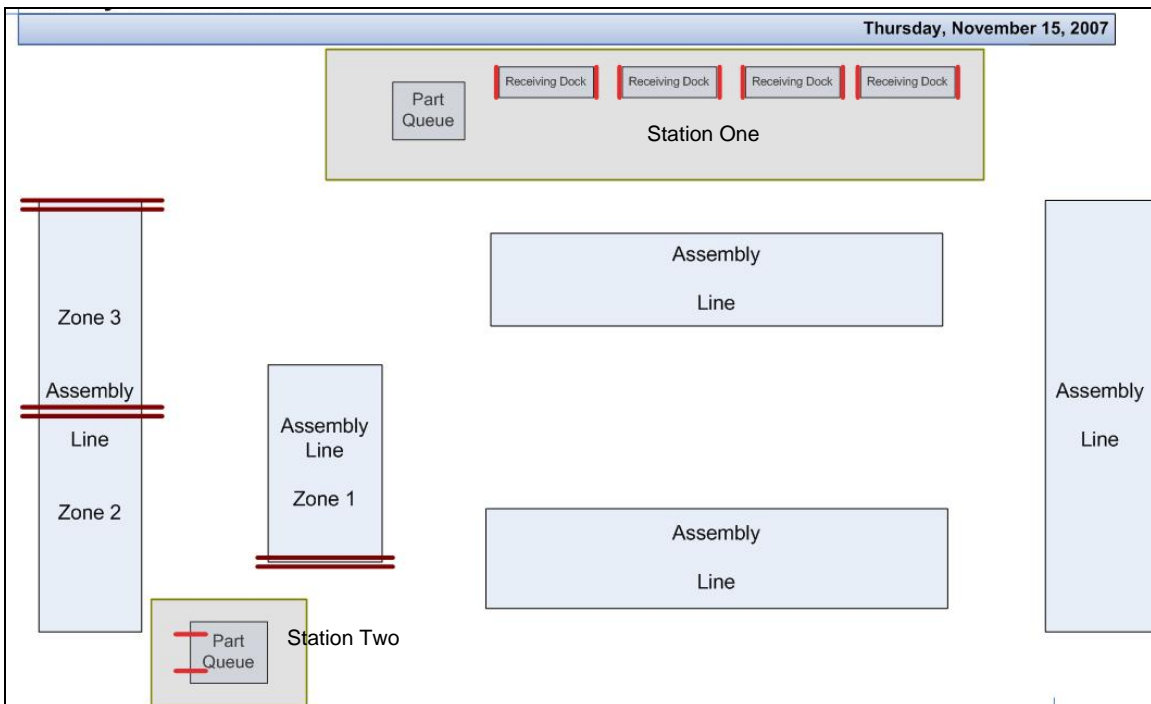 Thursday, November 15, 2007
Part
Queue
Receiving Dock
Receiving Dock
Receiving Dock
Receiving Dock
Station One
Zone 3
Assembly
Line
Zone 2
Assembly
Line
Zone 1
Assembly
Line
Assembly
Line
Assembly
Line
Part
Queue
Station Two